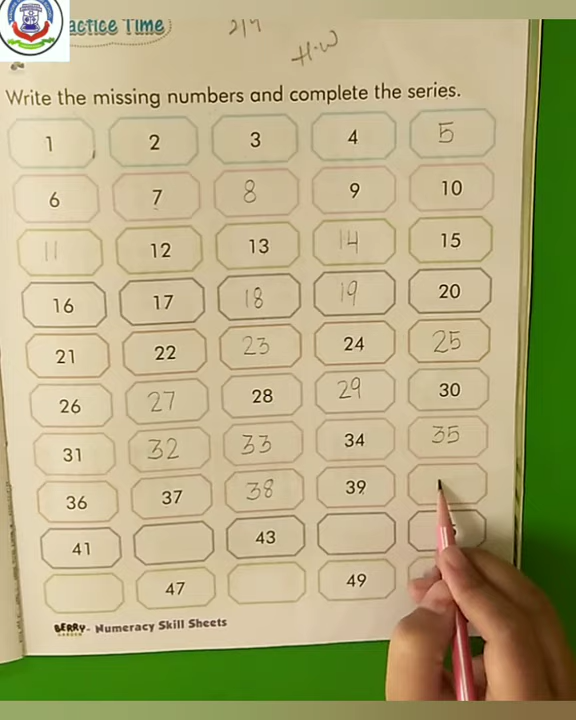 actice Time
2/9
H.W
Write the missing numbers and complete the series.
1 2 3 4 5
6 7 8 9 10
11 12 13 14 15
16 17 18 19 20
21 22 23 24 25
26 27 28 29 30
31 32 33 34 35
36 37 38 39
41 43
47 49
BERRY GARDEN - Numeracy Skill Sheets